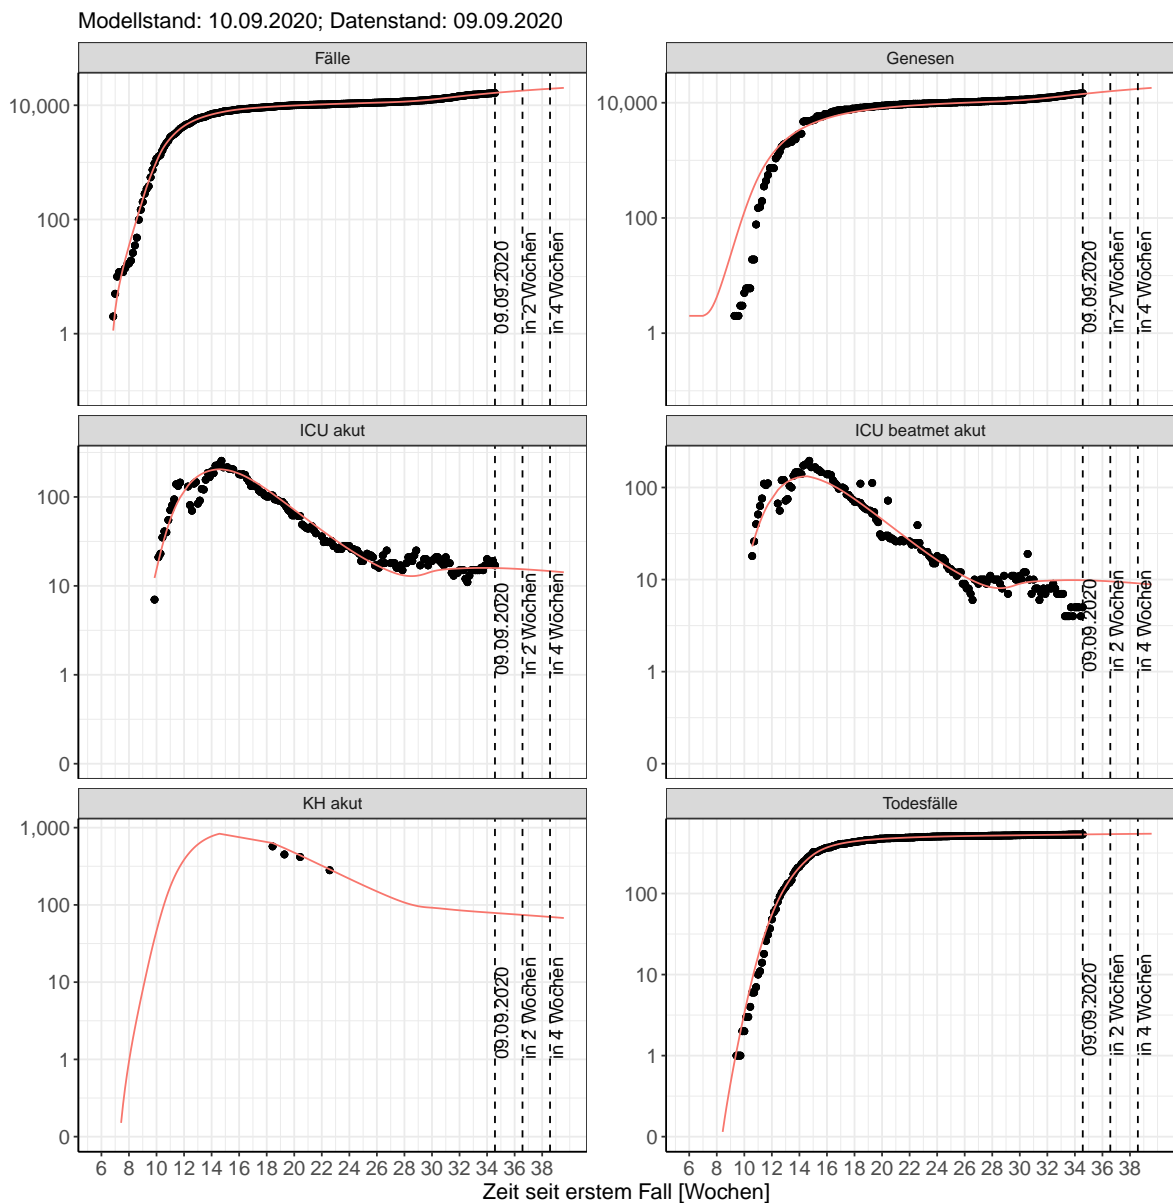 Modellstand: 10.09.2020; Datenstand: 09.09.2020
Fälle
Genesen
10,000
100
1
09.09.2020
in 2 Wochen
in 4 Wochen
10,000
100
1
09.09.2020
in 2 Wochen
in 4 Wochen
ICU akut
ICU beatmet akut
100
10
1
0
09.09.2020
in 2 Wochen
in 4 Wochen
100
10
1
0
09.09.2020
in 2 Wochen
in 4 Wochen
KH akut
Todesfälle
1,000
100
10
1
0
09.09.2020
in 2 Wochen
in 4 Wochen
100
10
1
0
09.09.2020
in 2 Wochen
in 4 Wochen
6 8 10 12 14 16 18 20 22 24 26 28 30 32 34 36 38
6 8 10 12 14 16 18 20 22 24 26 28 30 32 34 36 38
Zeit seit erstem Fall [Wochen]